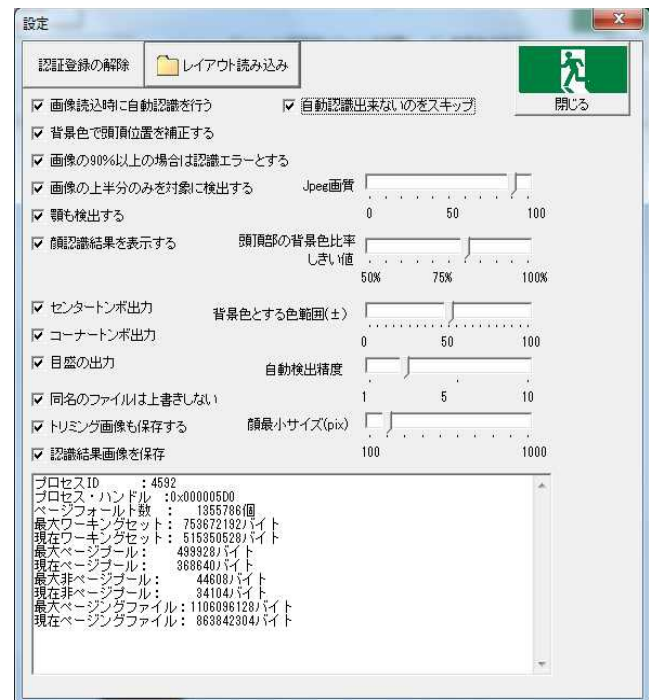 設定
認証登録の解除 レイアウト読み込み
閉じる
画像読込時に自動認識を行う 自動認識出来ないのをスキップ
背景色で頭頂位置を補正する
画像の90%以上の場合は認識エラーとする
画像の上半分のみを対象に検出する Jpeg画質
0 50 100
顎も検出する
顔認識結果を表示する 頭頂部の背景色比率
しきい値
50% 75% 100%
センタートンボ出力 背景色とする色範囲(±)
コーナートンボ出力
0 50 100
目盛の出力 自動検出精度
同名のファイルは上書きしない 1 5 10
トリミング画像も保存する 顔最小サイズ(pix)
認識結果画像を保存 100 1000
プロセスID :4592
プロセス・ハンドル :0x000005D0
ページフォールト数 : 1355786個
最大ワーキングセット: 753672192バイト
現在ワーキングセット: 515350528バイト
最大ページプール: 499928バイト
現在ページプール: 368640バイト
最大非ページプール: 44608バイト
現在非ページプール: 34104バイト
最大ページングファイル:1106096128バイト
現在ページングファイル: 863842304バイト